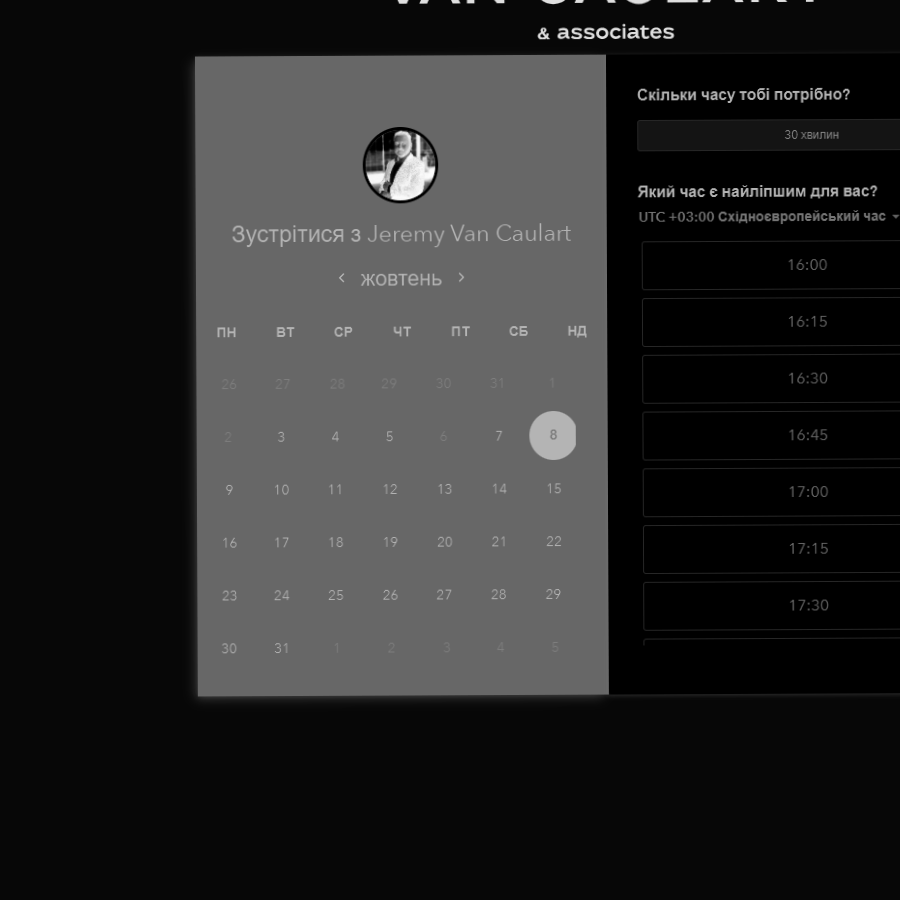 VAN CAULART
& associates
Зустрітися з Jeremy Van Caulart
жовтень
ПН ВТ СР ЧТ ПТ СБ НД
26 27 28 29 30 31 1
2 3 4 5 6 7 8
9 10 11 12 13 14 15
16 17 18 19 20 21 22
23 24 25 26 27 28 29
30 31 1 2 3 4 5
Скільки часу тобі потрібно?
30 хвилин
Який час є найліпшим для вас?
UTC +03:00 Східноєвропейський час
16:00
16:15
16:30
16:45
17:00
17:15
17:30